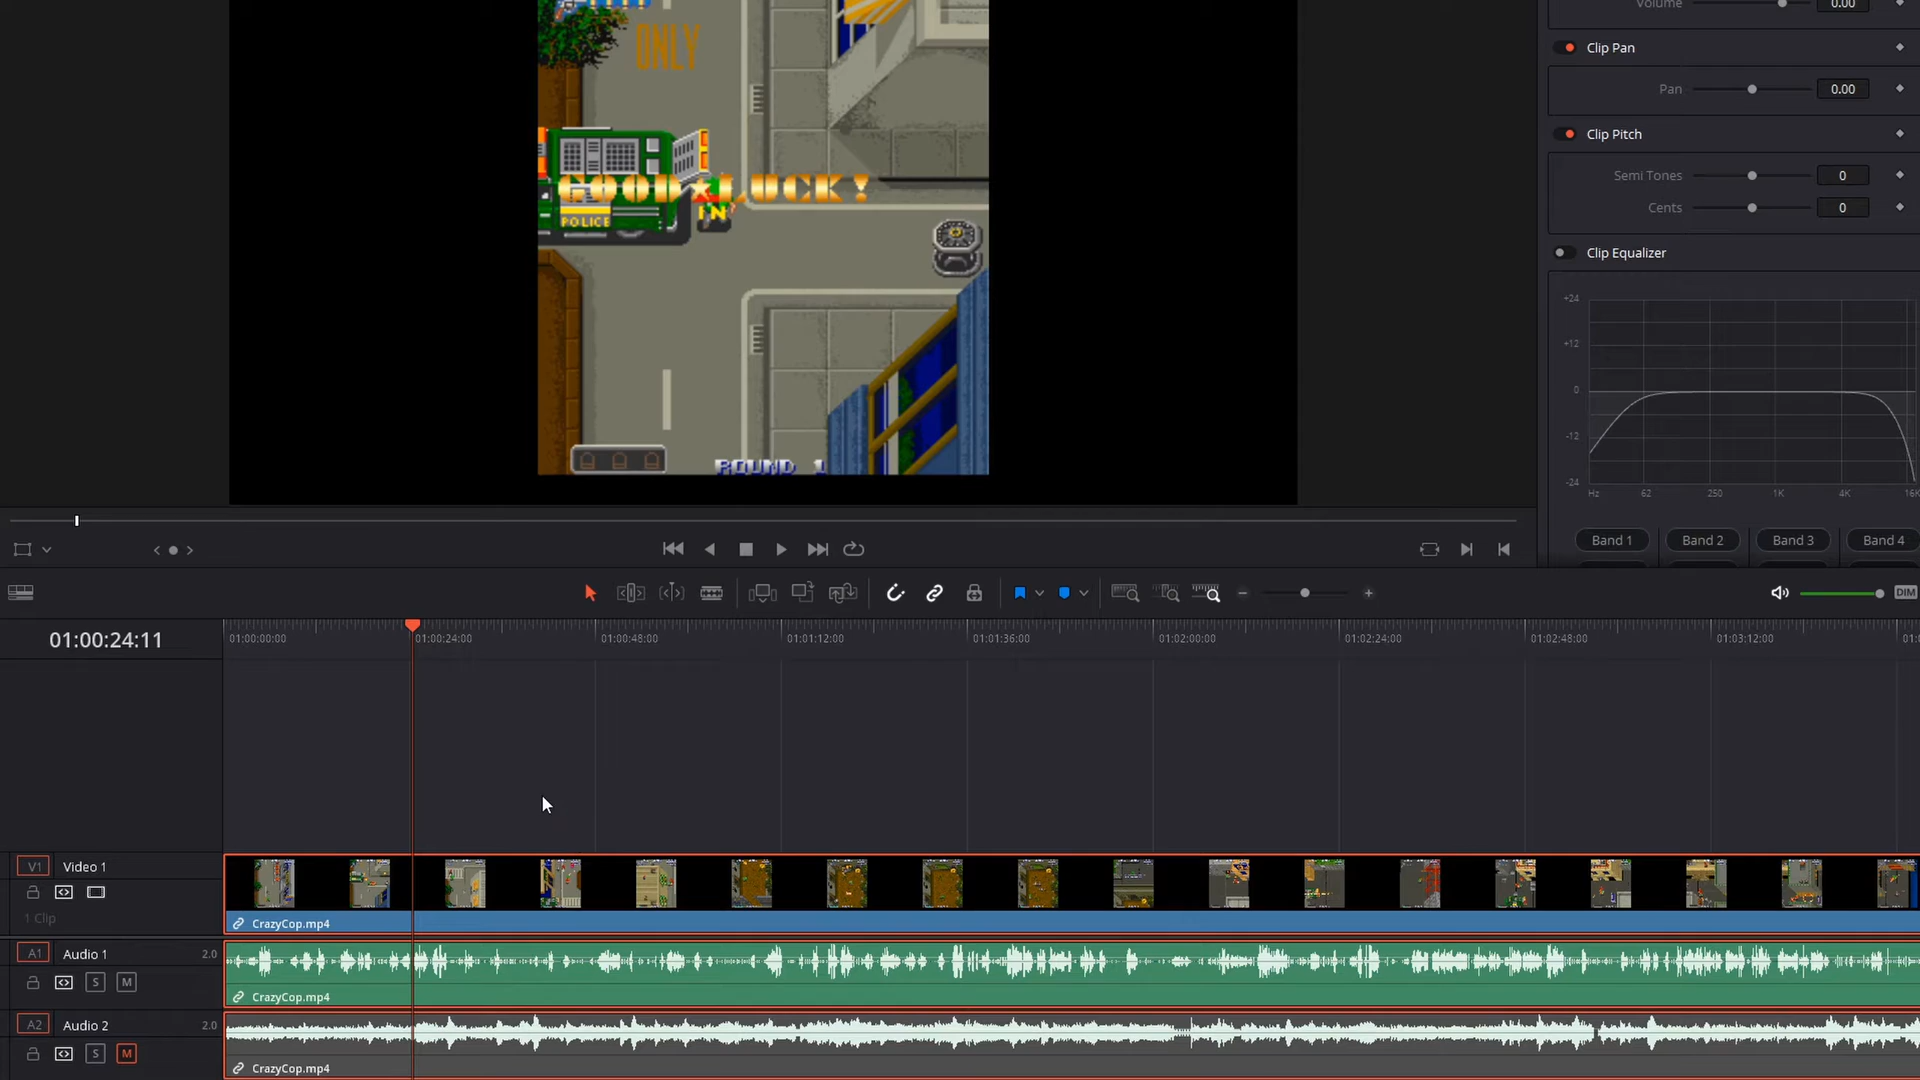 Volume 0.00
ONLY
Clip Pan
Pan 0.00
Clip Pitch
GOOD LUCK!
IN
POLICE
Semi Tones 0
Cents 0
Clip Equalizer
+24
+12
0
-12
-24
Hz 62 250 1K 4K 16K
ROUND 1
Band 1 Band 2 Band 3 Band 4
DIM
01:00:24:11
01:00:00:00 01:00:24:00 01:00:48:00 01:01:12:00 01:01:36:00 01:02:00:00 01:02:24:00 01:02:48:00 01:03:12:00 01:0
V1 Video 1
1 Clip
CrazyCop.mp4
A1 Audio 1 2.0
S M
CrazyCop.mp4
A2 Audio 2 2.0
S M
CrazyCop.mp4